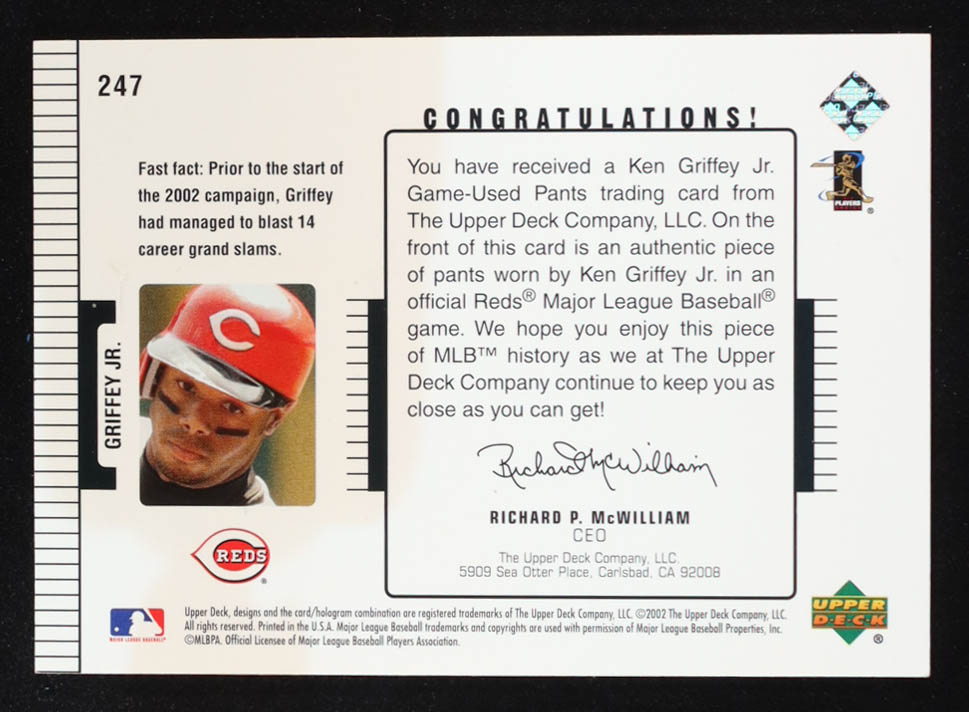 247
CONGRATULATIONS!
Fast fact: Prior to the start of
the 2002 campaign, Griffey
had managed to blast 14
career grand slams.
You have received a Ken Griffey Jr.
Game-Used Pants trading card from
The Upper Deck Company, LLC. On the
front of this card is an authentic piece
of pants worn by Ken Griffey Jr. in an
official Reds® Major League Baseball®
game. We hope you enjoy this piece
of MLB™ history as we at The Upper
Deck Company continue to keep you as
close as you can get!
GRIFFEY JR.
Richard McWilliam
RICHARD P. McWILLIAM
CEO
The Upper Deck Company, LLC.
5909 Sea Otter Place, Carlsbad, CA 92008
PLAYERS
®
REDS
®
MAJOR LEAGUE BASEBALL
Upper Deck, designs and the card/hologram combination are registered trademarks of The Upper Deck Company, LLC. ©2002 The Upper Deck Company, LLC.
All rights reserved. Printed in the U.S.A. Major League Baseball trademarks and copyrights are used with permission of Major League Baseball Properties, Inc.
©MLBPA. Official Licensee of Major League Baseball Players Association.
UPPER
D·E·C·K
®